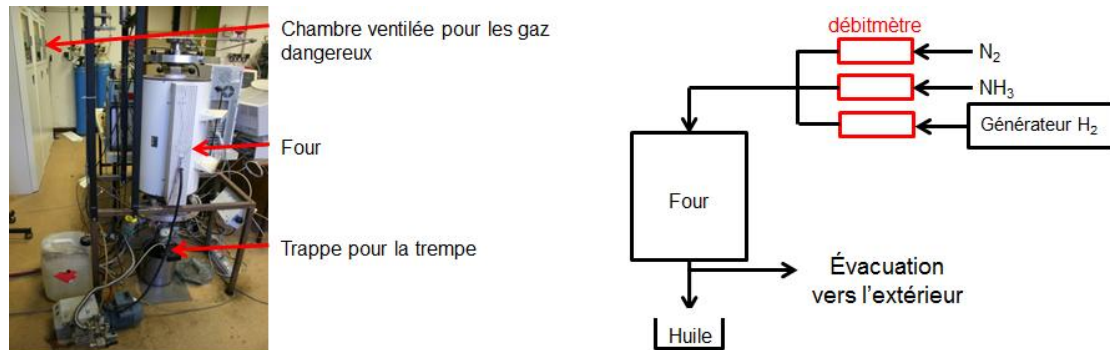 Chambre ventilée pour les gaz
dangereux
Four
Trappe pour la trempe
débitmètre
N2
NH3
Générateur H2
Four
Évacuation
vers l'extérieur
Huile